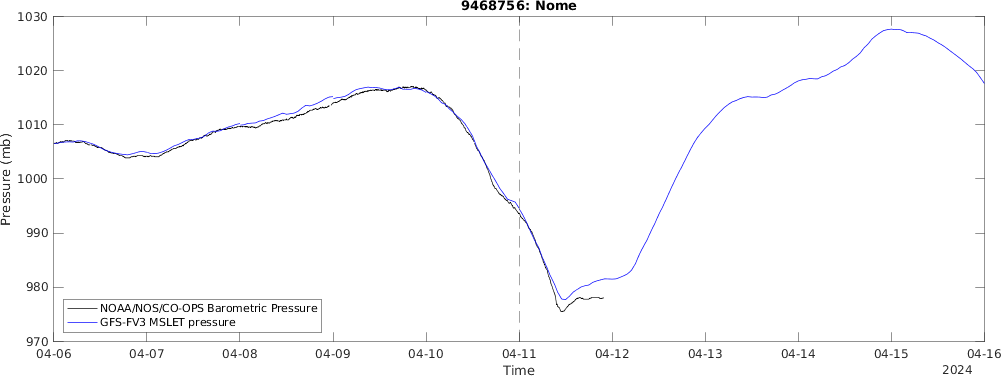 9468756: Nome
1030
1020
1010
1000
990
980
970
Pressure (mb)
NOAA/NOS/CO-OPS Barometric Pressure
GFS-FV3 MSLET pressure
04-06 04-07 04-08 04-09 04-10 04-11 04-12 04-13 04-14 04-15 04-16
Time
2024